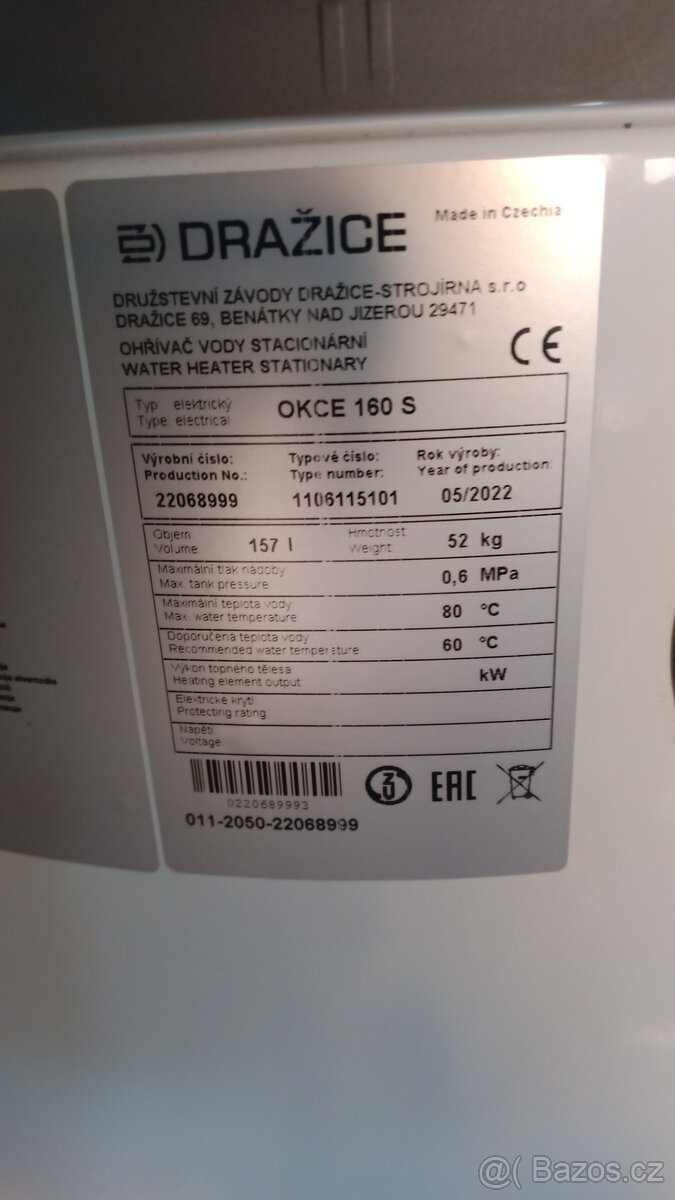 DRAŽICE
Made in Czechia
DRUŽSTEVNÍ ZÁVODY DRAŽICE-STROJÍRNA s.r.o
DRAŽICE 69, BENÁTKY NAD JIZEROU 29471
OHŘÍVAČ VODY STACIONÁRNÍ
WATER HEATER STATIONARY
CE
Typ: elektrický
Type: electrical
OKCE 160 S
Výrobní číslo:
Production No.:
22068999
Typové číslo:
Type number:
1106115101
Rok výroby:
Year of production:
05/2022
Objem
Volume
157 l
Hmotnost
Weight
52 kg
Maximální tlak nádoby
Max. tank pressure
0,6 MPa
Maximální teplota vody
Max. water temperature
80 °C
Doporučená teplota vody
Recommended water temperature
60 °C
Výkon topného tělesa
Heating element output
kW
Elektrické krytí
Protecting rating
Napětí
Voltage
0220689993
011-2050-22068999
EAC
@( Bazos.cz